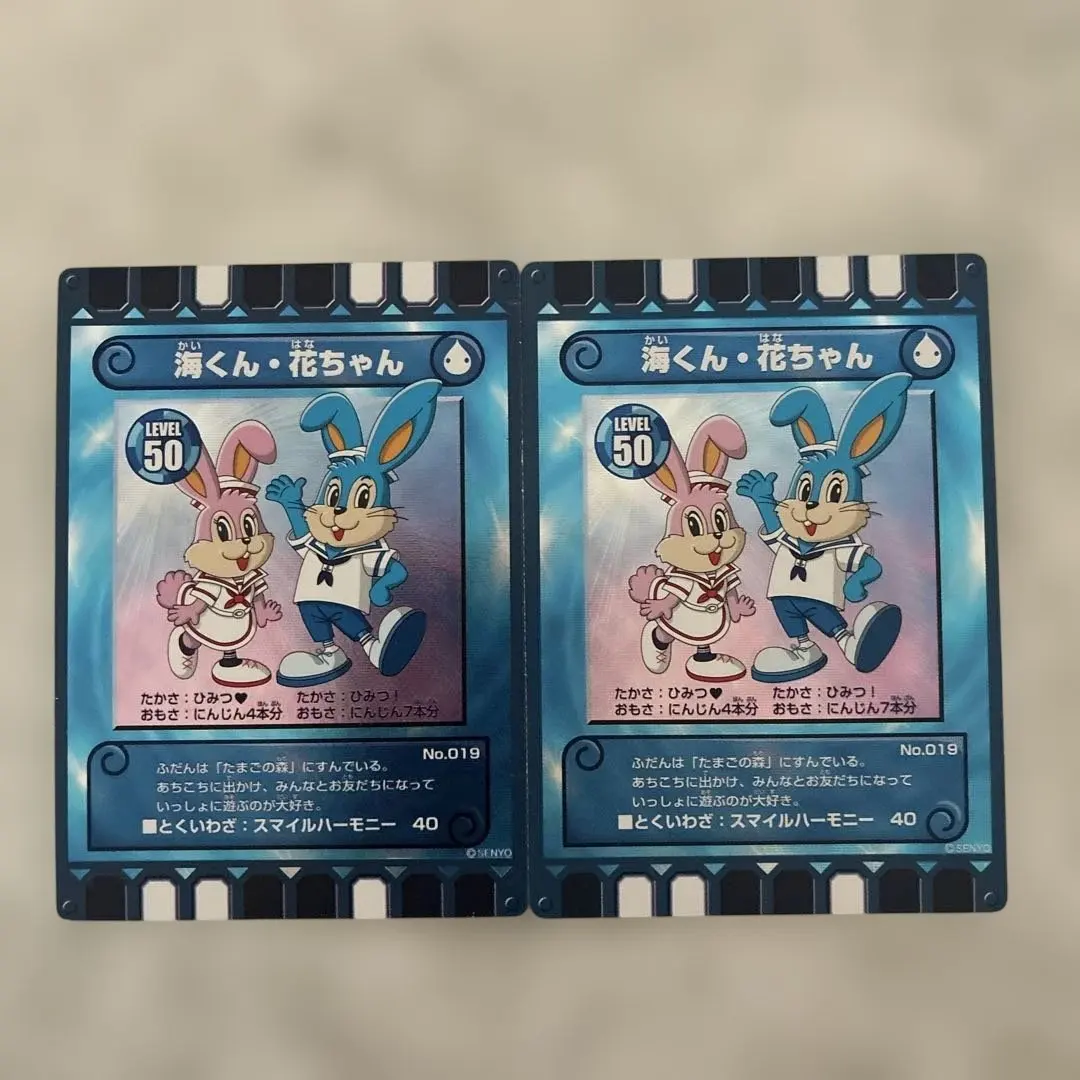 海くん・花ちゃん
かい はな
LEVEL
50
たかさ：ひみつ♥ たかさ：ひみつ！
おもさ：にんじん4本分 おもさ：にんじん7本分
No.019
ふだんは「たまごの森」にすんでいる。
あちこちに出かけ、みんなとお友だちになって
いっしょに遊ぶのが大好き。
■とくいわざ：スマイルハーモニー 40
©SENYO
海くん・花ちゃん
かい はな
LEVEL
50
たかさ：ひみつ♥ たかさ：ひみつ！
おもさ：にんじん4本分 おもさ：にんじん7本分
No.019
ふだんは「たまごの森」にすんでいる。
あちこちに出かけ、みんなとお友だちになって
いっしょに遊ぶのが大好き。
■とくいわざ：スマイルハーモニー 40
©SENYO